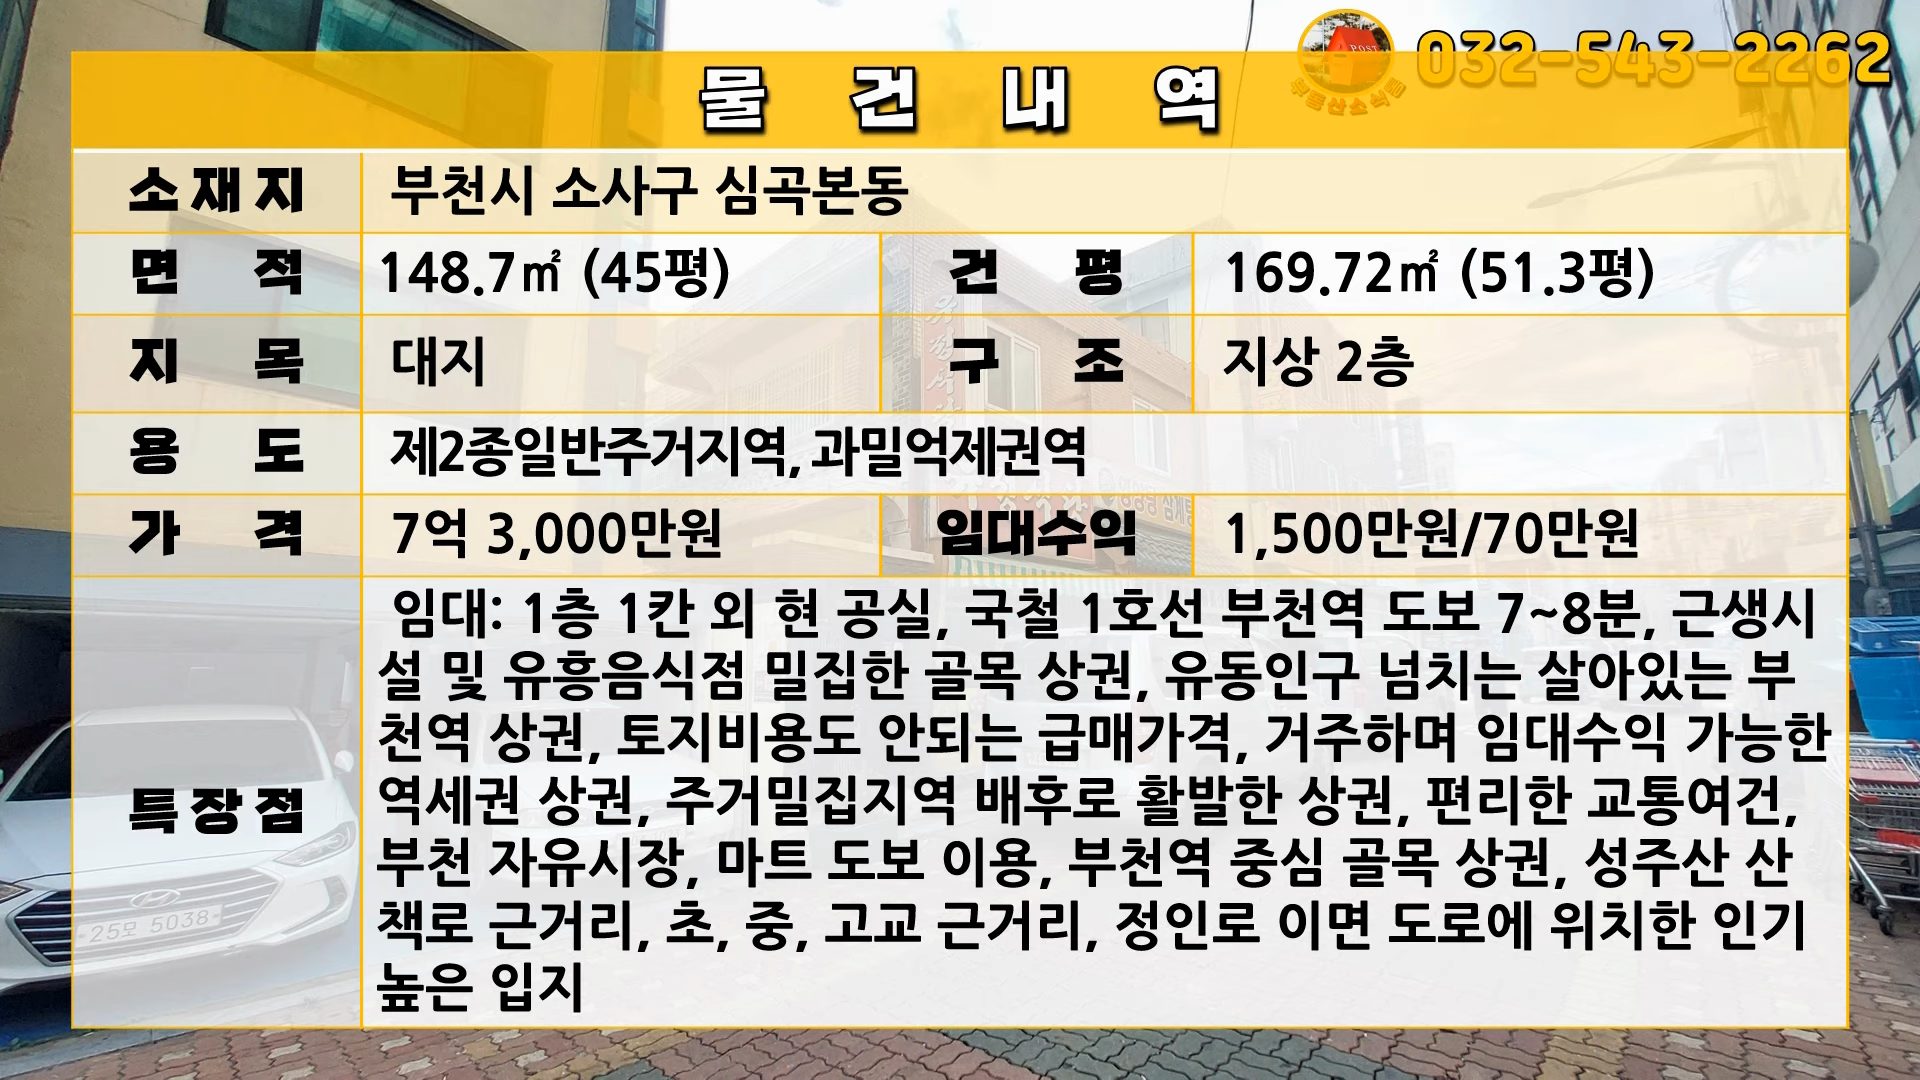 032-543-2262
POST
부동산소식통
물 건 내 역
소재지 부천시 소사구 심곡본동
면 적 148.7㎡ (45평) 건 평 169.72㎡ (51.3평)
지 목 대지 구 조 지상 2층
용 도 제2종일반주거지역, 과밀억제권역
가 격 7억 3,000만원 임대수익 1,500만원/70만원
특장점
임대: 1층 1칸 외 현 공실, 국철 1호선 부천역 도보 7~8분, 근생시
설 및 유흥음식점 밀집한 골목 상권, 유동인구 넘치는 살아있는 부
천역 상권, 토지비용도 안되는 급매가격, 거주하며 임대수익 가능한
역세권 상권, 주거밀집지역 배후로 활발한 상권, 편리한 교통여건,
부천 자유시장, 마트 도보 이용, 부천역 중심 골목 상권, 성주산 산
책로 근거리, 초, 중, 고교 근거리, 정인로 이면 도로에 위치한 인기
높은 입지
25모 5038